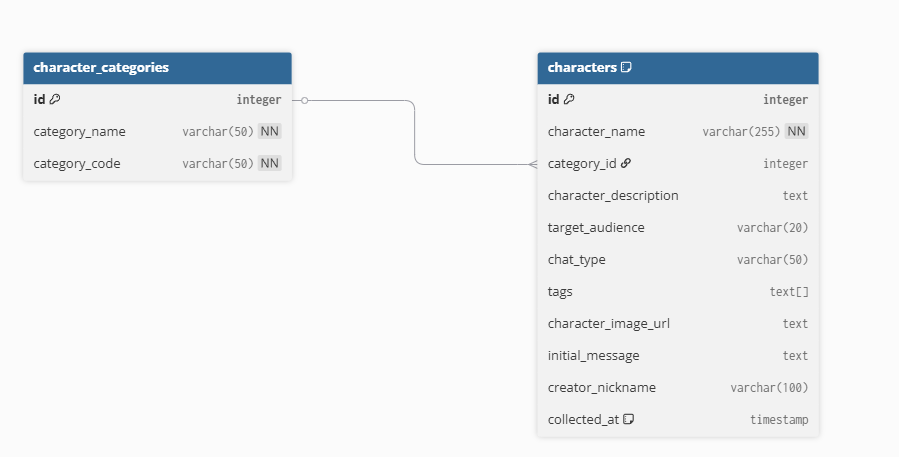 character_categories
id integer
category_name varchar(50) NN
category_code varchar(50) NN
characters
id integer
character_name varchar(255) NN
category_id integer
character_description text
target_audience varchar(20)
chat_type varchar(50)
tags text[]
character_image_url text
initial_message text
creator_nickname varchar(100)
collected_at timestamp